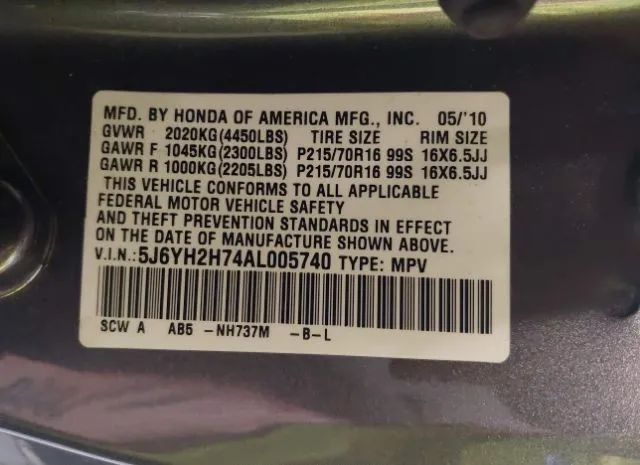 MFD. BY HONDA OF AMERICA MFG., INC. 05/'10
GVWR 2020KG(4450LBS) TIRE SIZE RIM SIZE
GAWR F 1045KG(2300LBS) P215/70R16 99S 16X6.5JJ
GAWR R 1000KG(2205LBS) P215/70R16 99S 16X6.5JJ
THIS VEHICLE CONFORMS TO ALL APPLICABLE
FEDERAL MOTOR VEHICLE SAFETY
AND THEFT PREVENTION STANDARDS IN EFFECT
ON THE DATE OF MANUFACTURE SHOWN ABOVE.
V.I.N.:5J6YH2H74AL005740 TYPE: MPV
SCW A AB5 -NH737M -B-L